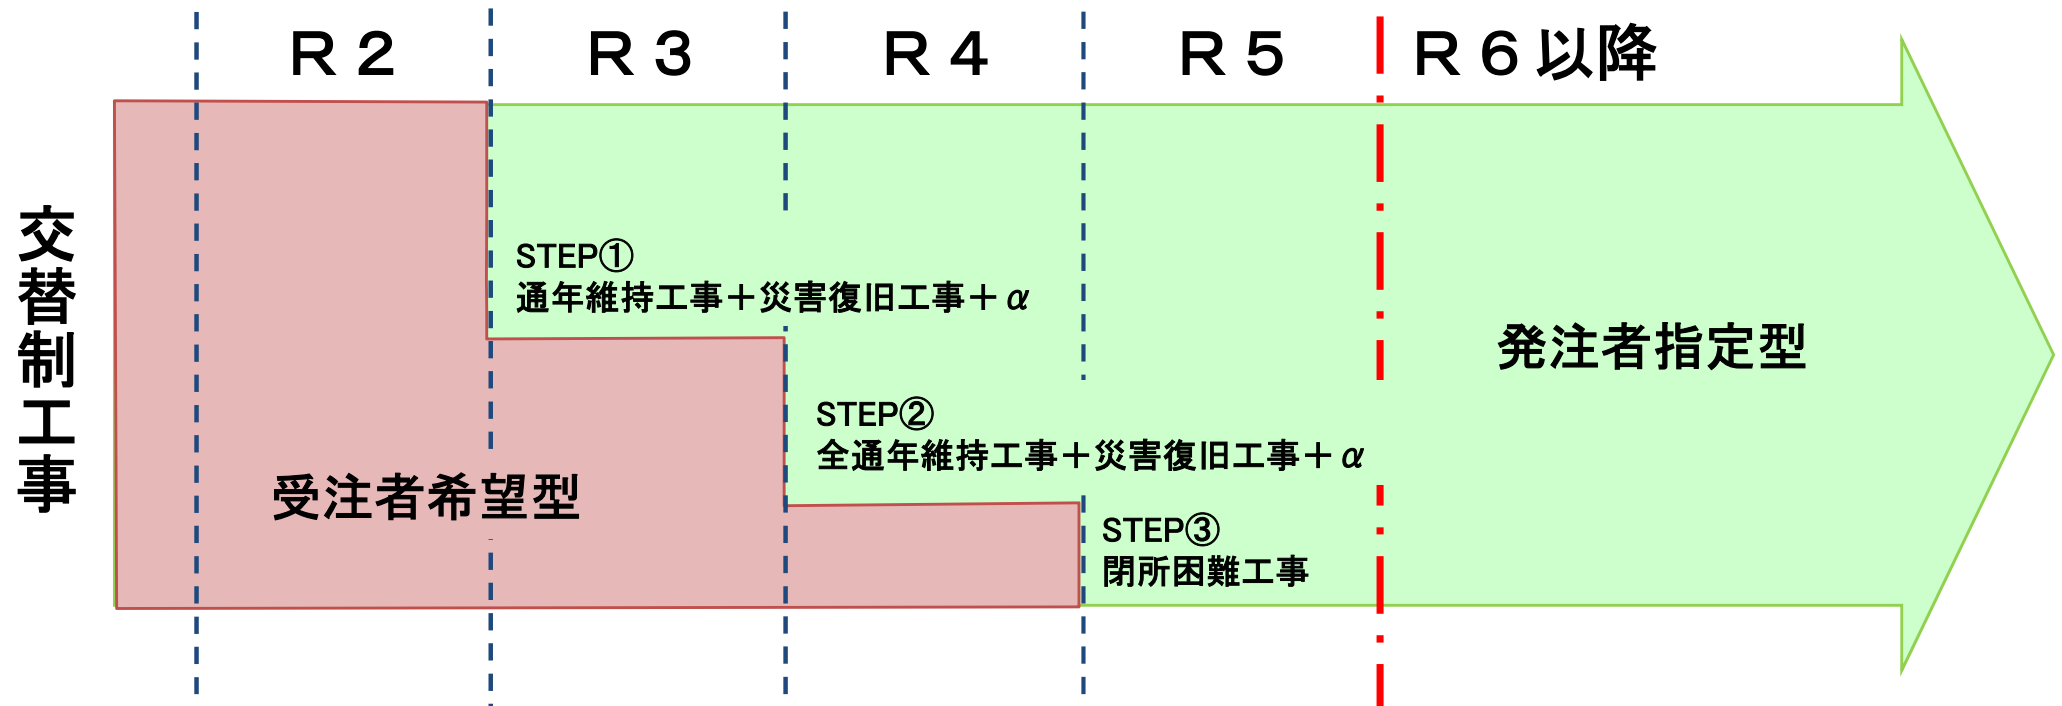 R２
R３
R４
R５
R６以降
交替制工事
STEP①
通年維持工事＋災害復旧工事＋α
発注者指定型
STEP②
全通年維持工事＋災害復旧工事＋α
受注者希望型
STEP③
閉所困難工事